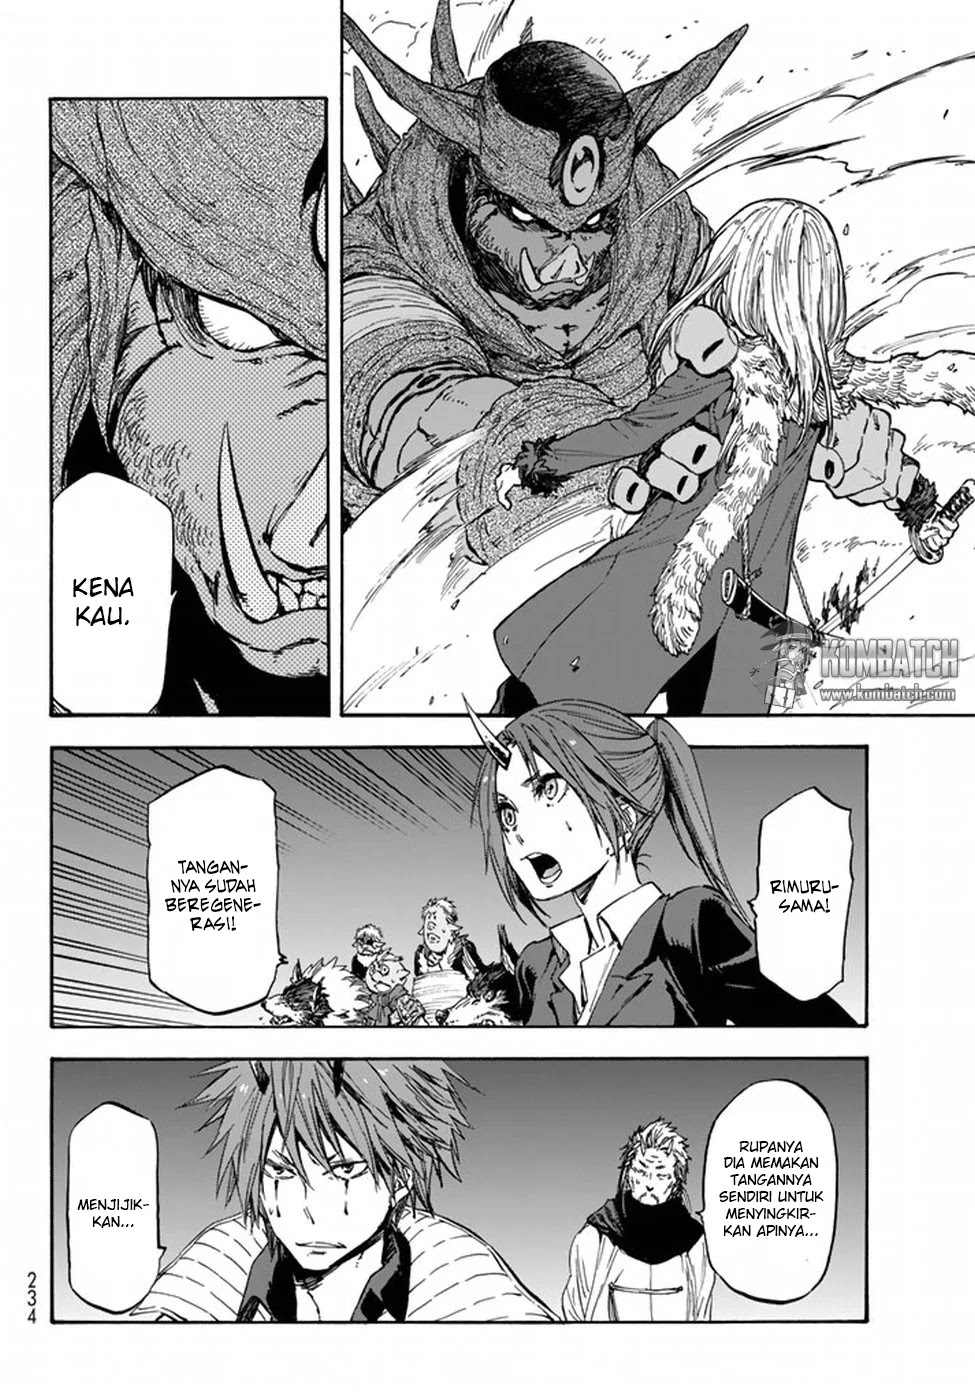 KENA
KAU.
KOMBATCH
www.kombatch.com
RIMURU-
SAMA!
TANGAN-
NYA SUDAH
BEREGENE-
RASI!
RUPANYA
DIA MEMAKAN
TANGANNYA
SENDIRI UNTUK
MENYINGKIR-
KAN APINYA...
MENJIJIK-
KAN...
234